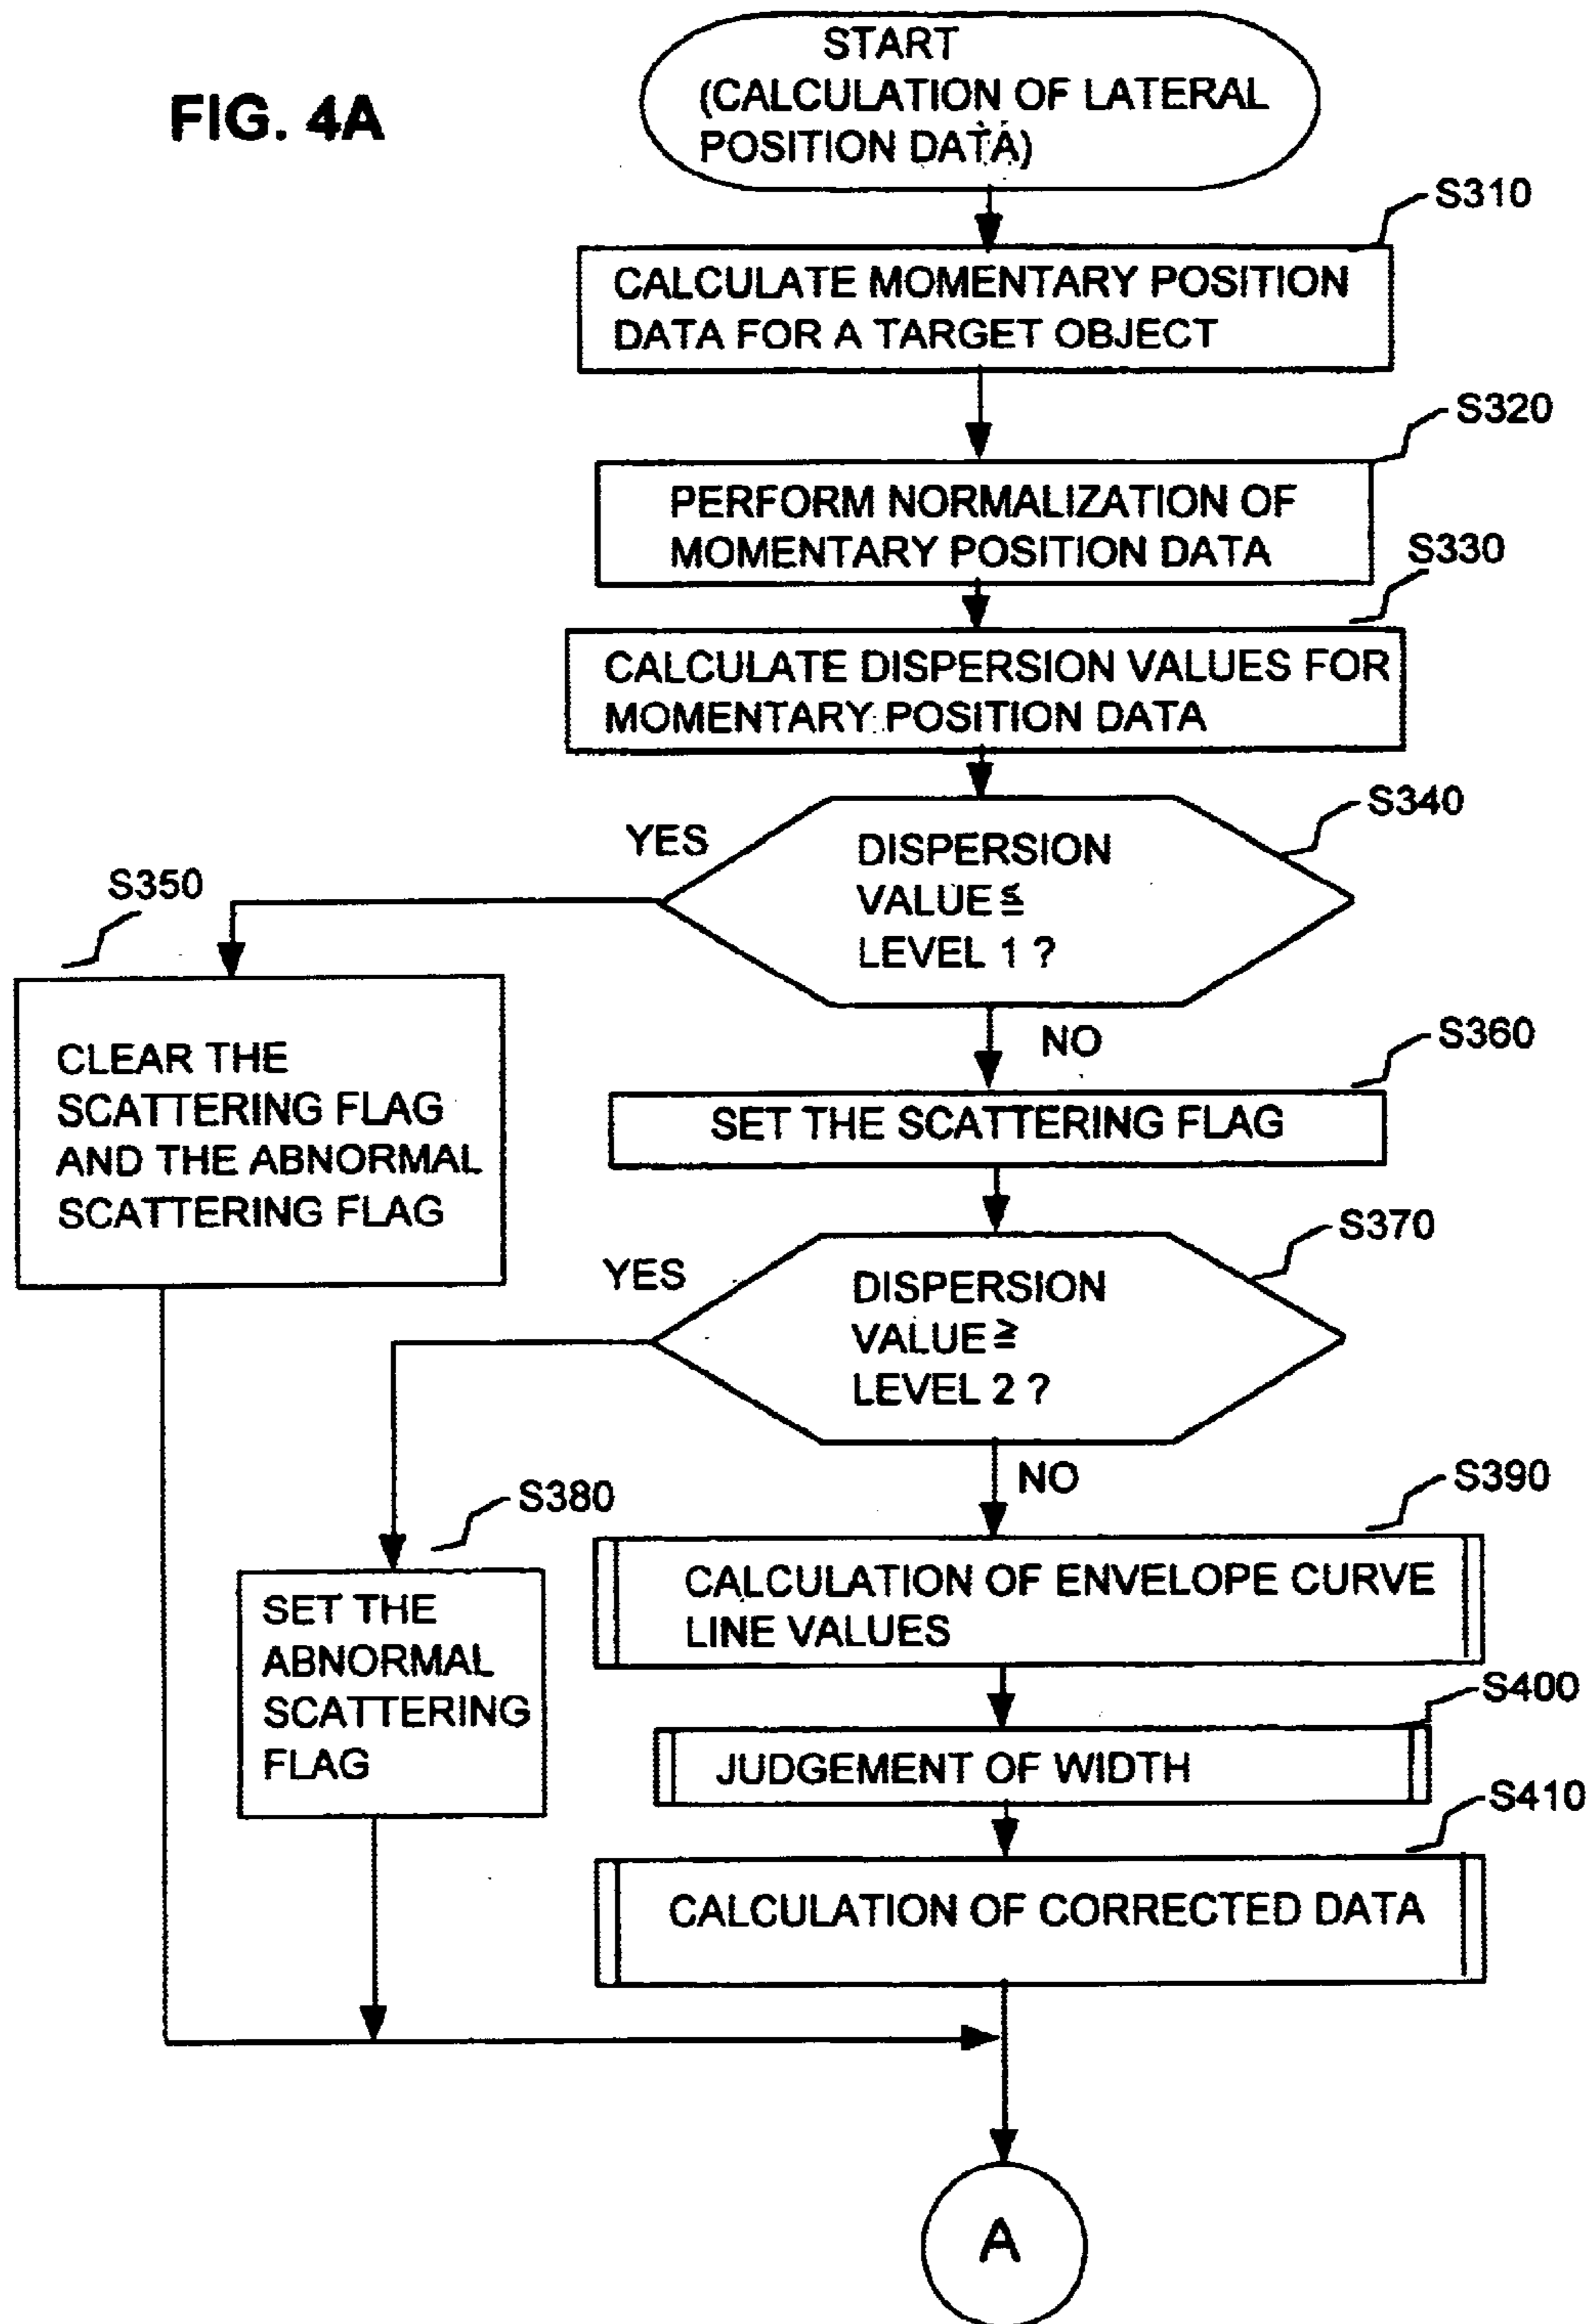 FIG. 4A
START
(CALCULATION OF LATERAL
POSITION DATA)
S310
CALCULATE MOMENTARY POSITION
DATA FOR A TARGET OBJECT
S320
PERFORM NORMALIZATION OF
MOMENTARY POSITION DATA
S330
CALCULATE DISPERSION VALUES FOR
MOMENTARY POSITION DATA
S340
YES
DISPERSION
VALUE ≦
LEVEL 1 ?
S350
CLEAR THE
SCATTERING FLAG
AND THE ABNORMAL
SCATTERING FLAG
NO
S360
SET THE SCATTERING FLAG
S370
YES
DISPERSION
VALUE ≧
LEVEL 2 ?
S380
SET THE
ABNORMAL
SCATTERING
FLAG
NO
S390
CALCULATION OF ENVELOPE CURVE
LINE VALUES
S400
JUDGEMENT OF WIDTH
S410
CALCULATION OF CORRECTED DATA
A